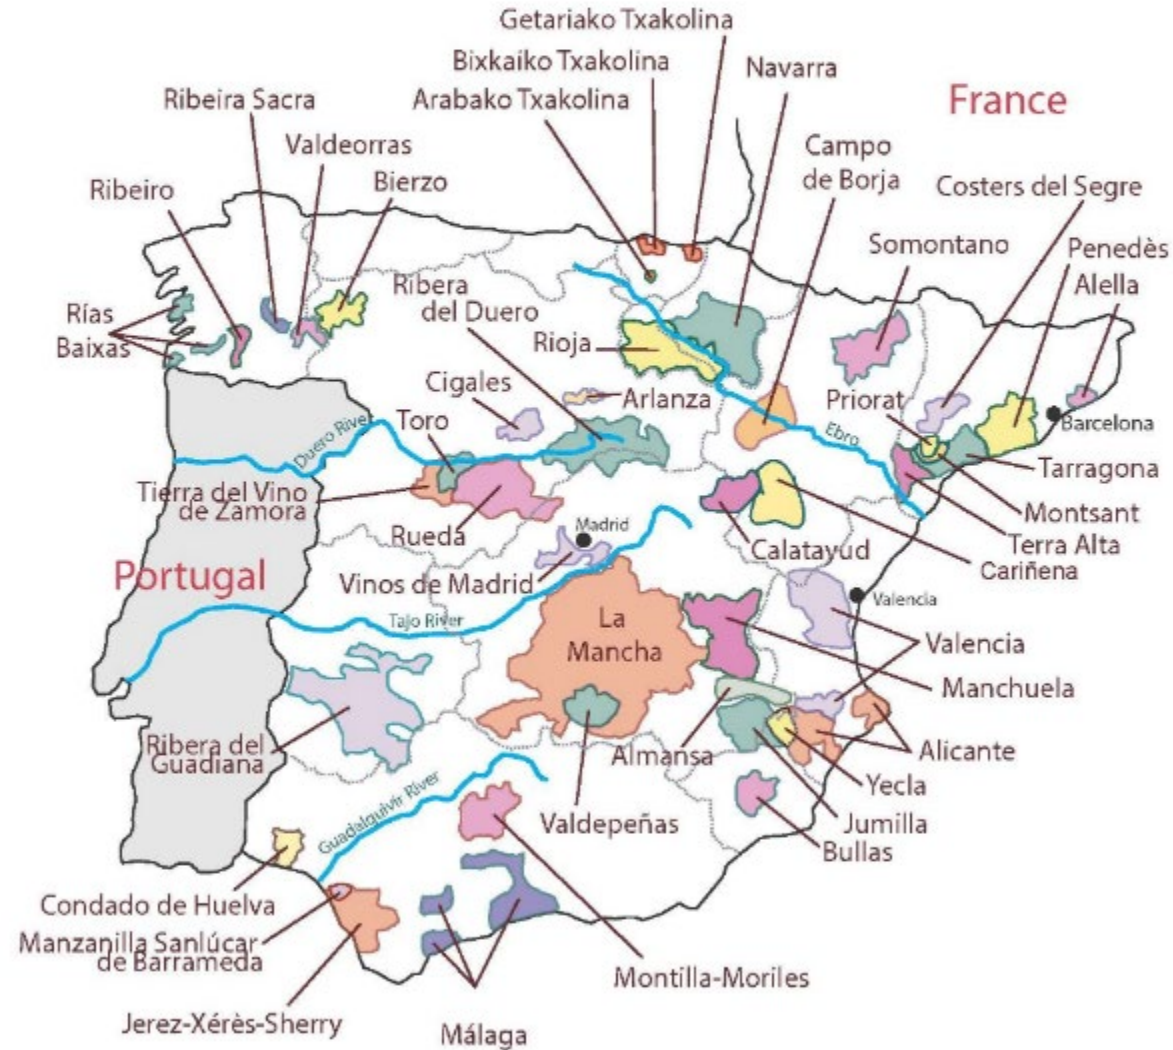 Getariako Txakolina
Bixkaiko Txakolina
Arabako Txakolina
Navarra
France
Ribeira Sacra
Valdeorras
Ribeiro
Bierzo
Campo
de Borja
Costers del Segre
Somontano
Penedès
Alella
Rías
Baixas
Ribera
del Duero
Rioja
Cigales
Arlanza
Toro
Priorat
Barcelona
Ebro
Duero River
Tarragona
Tierra del Vino
de Zamora
Rueda
Madrid
Montsant
Calatayud
Terra Alta
Cariñena
Portugal
Vinos de Madrid
La
Mancha
Valencia
Tajo River
Valencia
Manchuela
Ribera del
Guadiana
Almansa
Alicante
Yecla
Guadalquivir River
Valdepeñas
Jumilla
Bullas
Condado de Huelva
Manzanilla Sanlúcar
de Barrameda
Montilla-Moriles
Jerez-Xérès-Sherry
Málaga